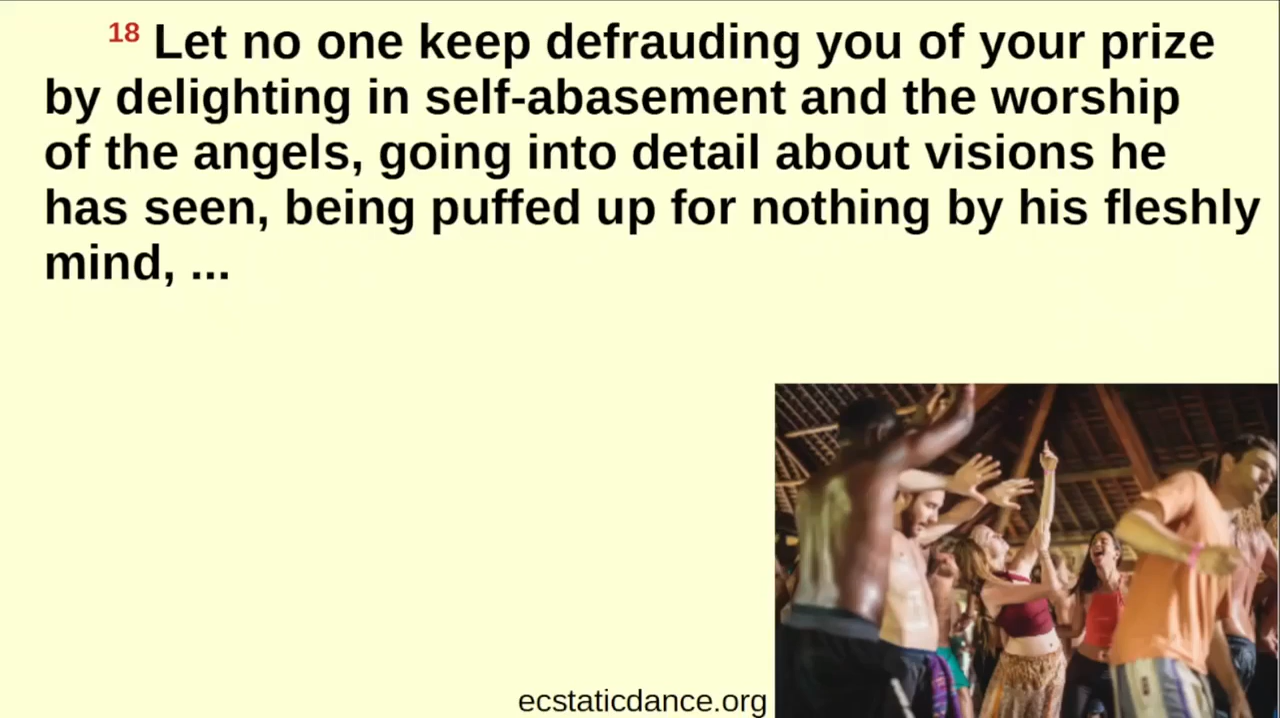 18 Let no one keep defrauding you of your prize
by delighting in self-abasement and the worship
of the angels, going into detail about visions he
has seen, being puffed up for nothing by his fleshly
mind, ...
ecstaticdance.org